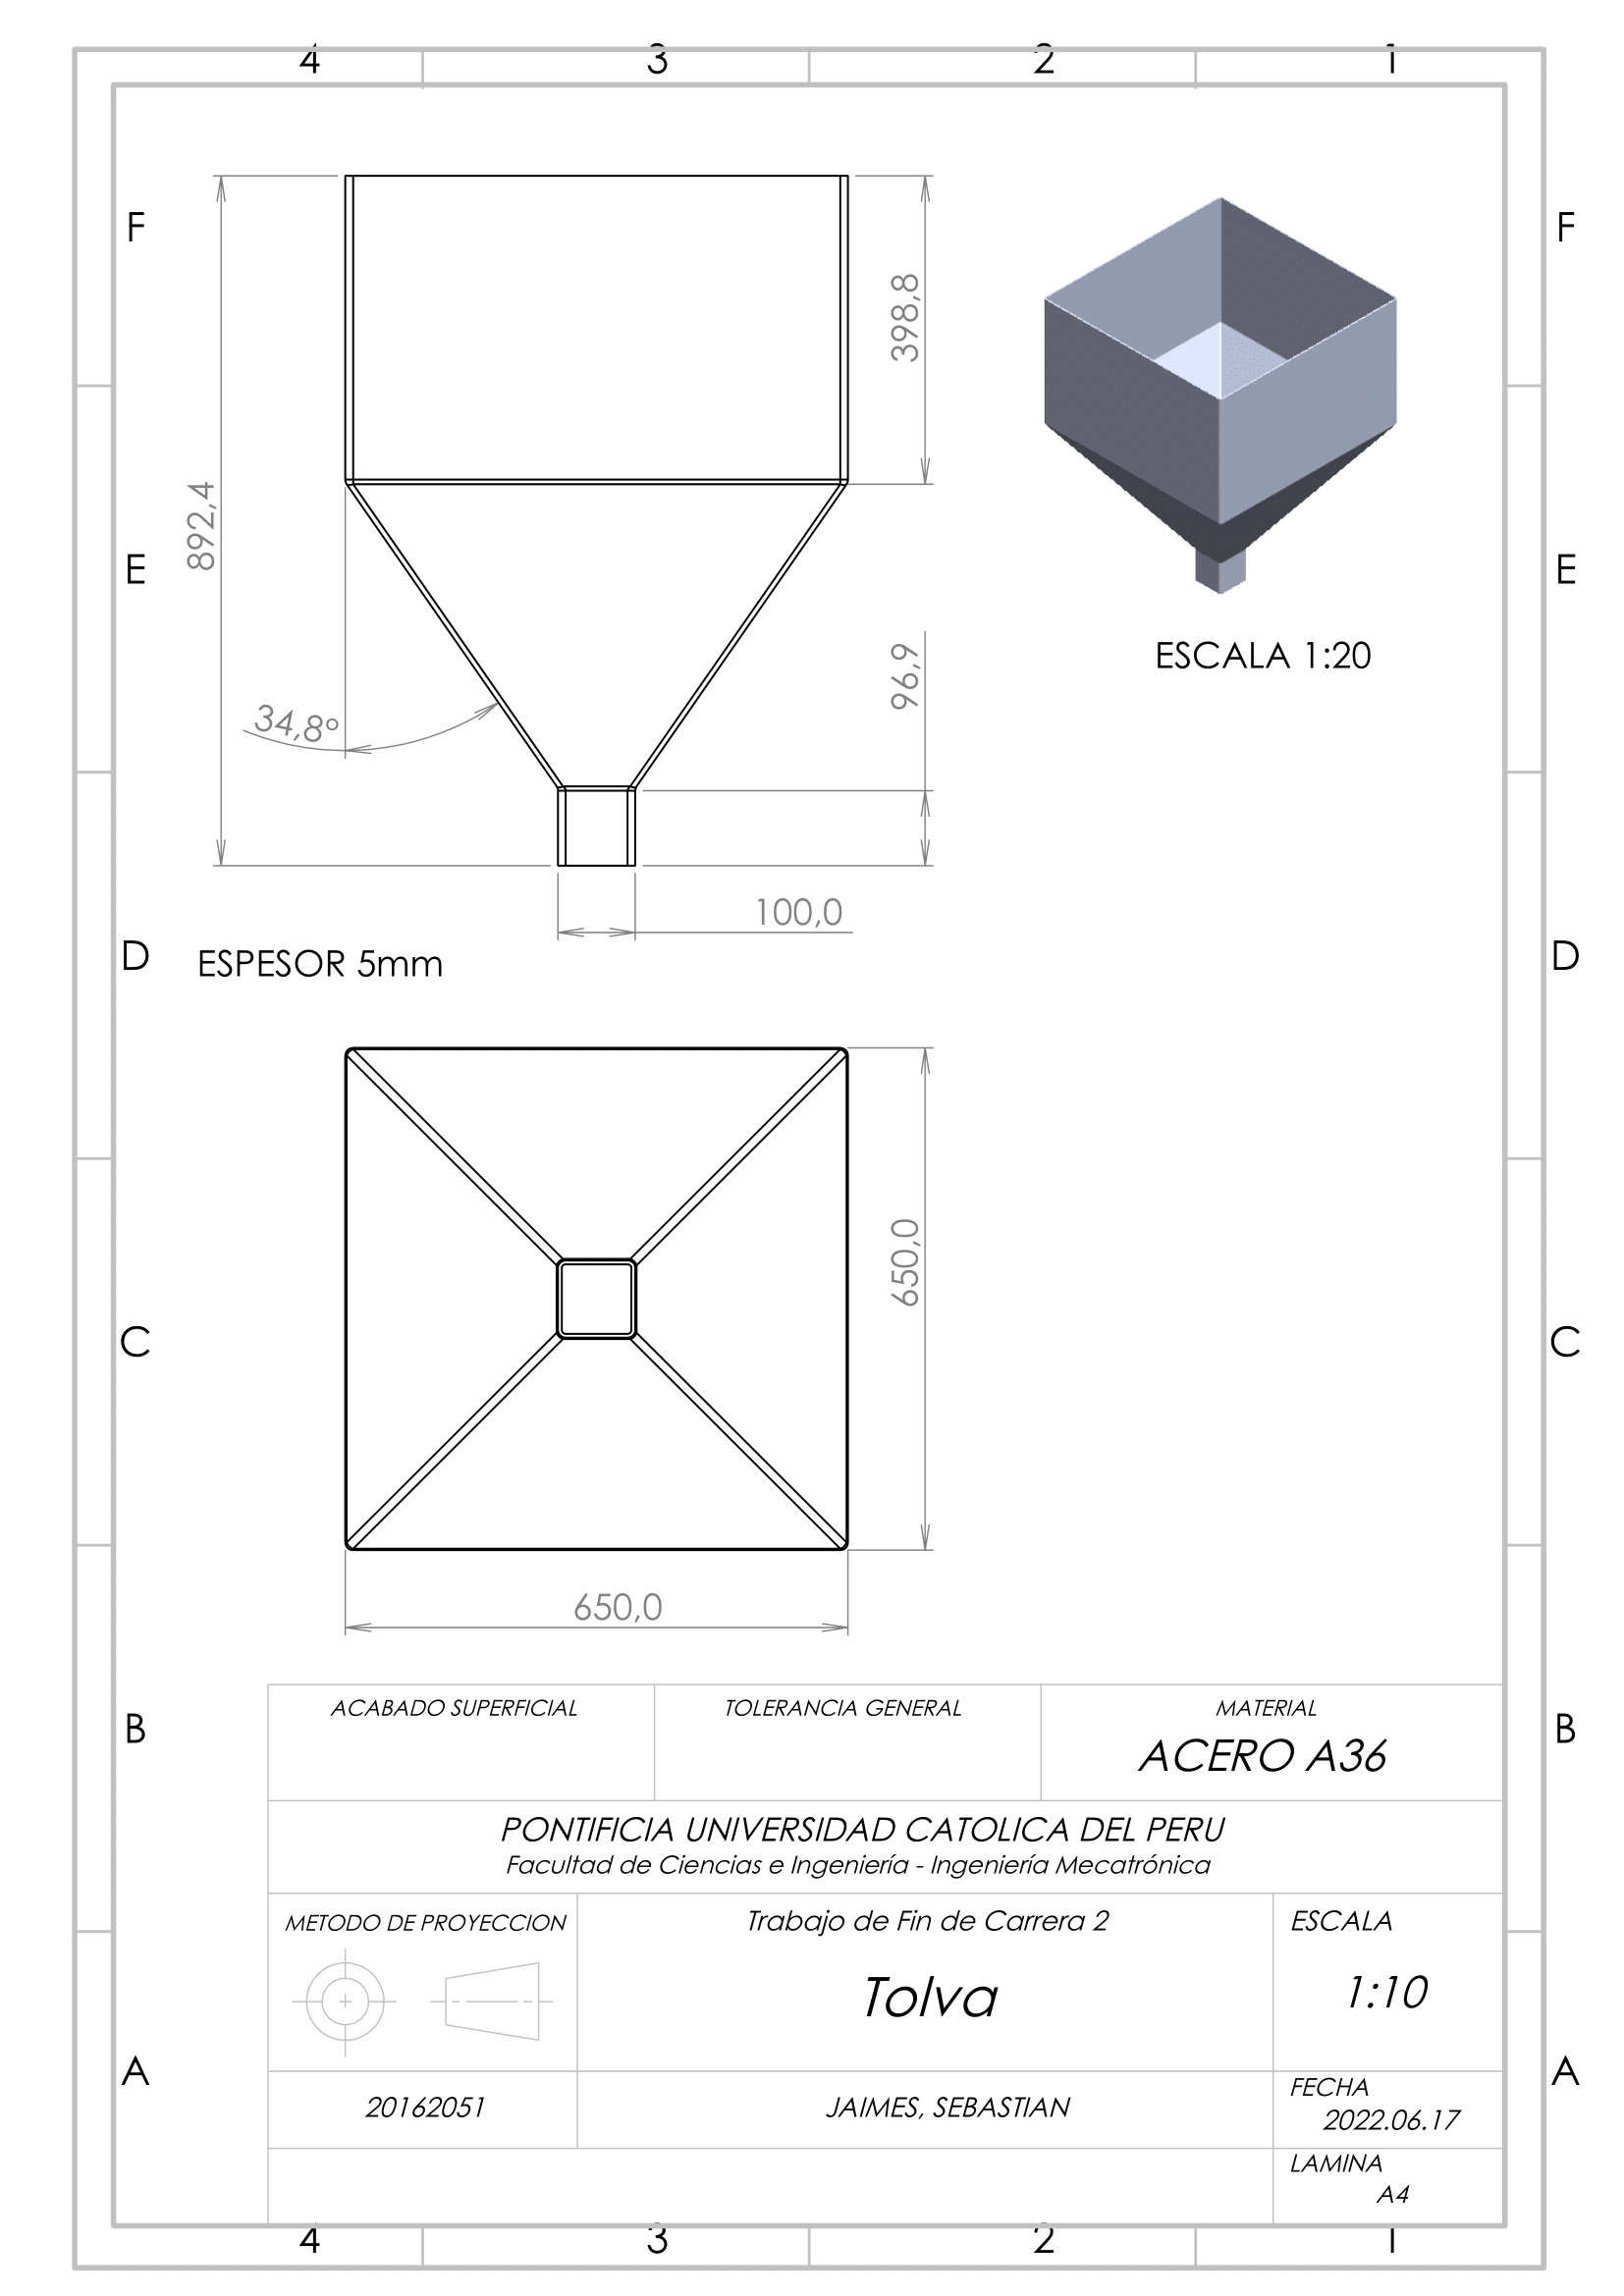 4 3 2 1
F F
398,8
892,4
E E
ESCALA 1:20
96,9
34,8°
100,0
D D
ESPESOR 5mm
650,0
C C
650,0
ACABADO SUPERFICIAL TOLERANCIA GENERAL MATERIAL
B B
ACERO A36
PONTIFICIA UNIVERSIDAD CATOLICA DEL PERU
Facultad de Ciencias e Ingeniería - Ingeniería Mecatrónica
METODO DE PROYECCION Trabajo de Fin de Carrera 2 ESCALA
Tolva 1:10
A A
FECHA
20162051 JAIMES, SEBASTIAN
2022.06.17
LAMINA
A4
4 3 2 1